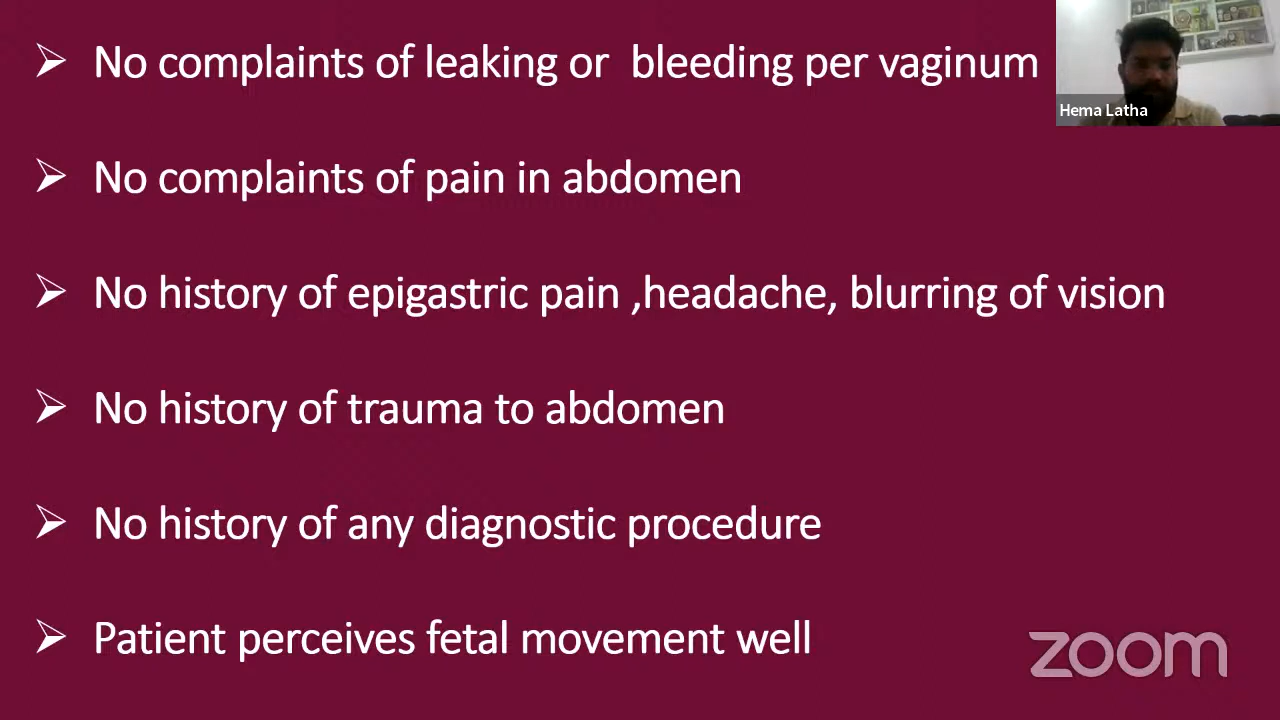 No complaints of leaking or  bleeding per vaginum
Hema Latha
No complaints of pain in abdomen
No history of epigastric pain ,headache, blurring of vision
No history of trauma to abdomen
No history of any diagnostic procedure
Patient perceives fetal movement well
zoom